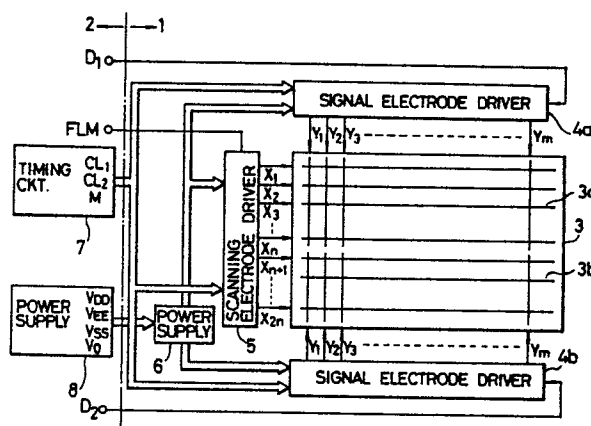 2 1
D1
SIGNAL ELECTRODE DRIVER
4a
FLM
Y1 Y2 Y3 Ym
TIMING CKT.
CL1
CL2
M
7
SCANNING ELECTRODE DRIVER
5
X1
X2
X3
Xn
Xn+1
X2n
3a
3
3b
POWER SUPPLY
VDD
VEE
VSS
V0
8
POWER SUPPLY
6
Y1 Y2 Y3 Ym
4b
SIGNAL ELECTRODE DRIVER
D2